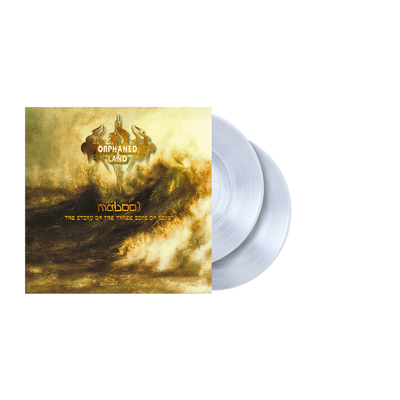 ORPHANED
LAND
mabool
THE STORY OF THE THREE SONS OF SEVEN